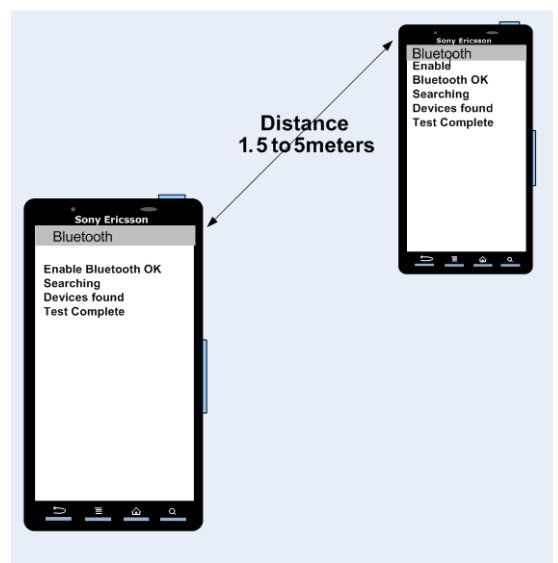 Sony Ericsson
Bluetooth
Enable
Bluetooth OK
Searching
Devices found
Test Complete
Distance
1.5 to 5meters
Sony Ericsson
Bluetooth
Enable Bluetooth OK
Searching
Devices found
Test Complete